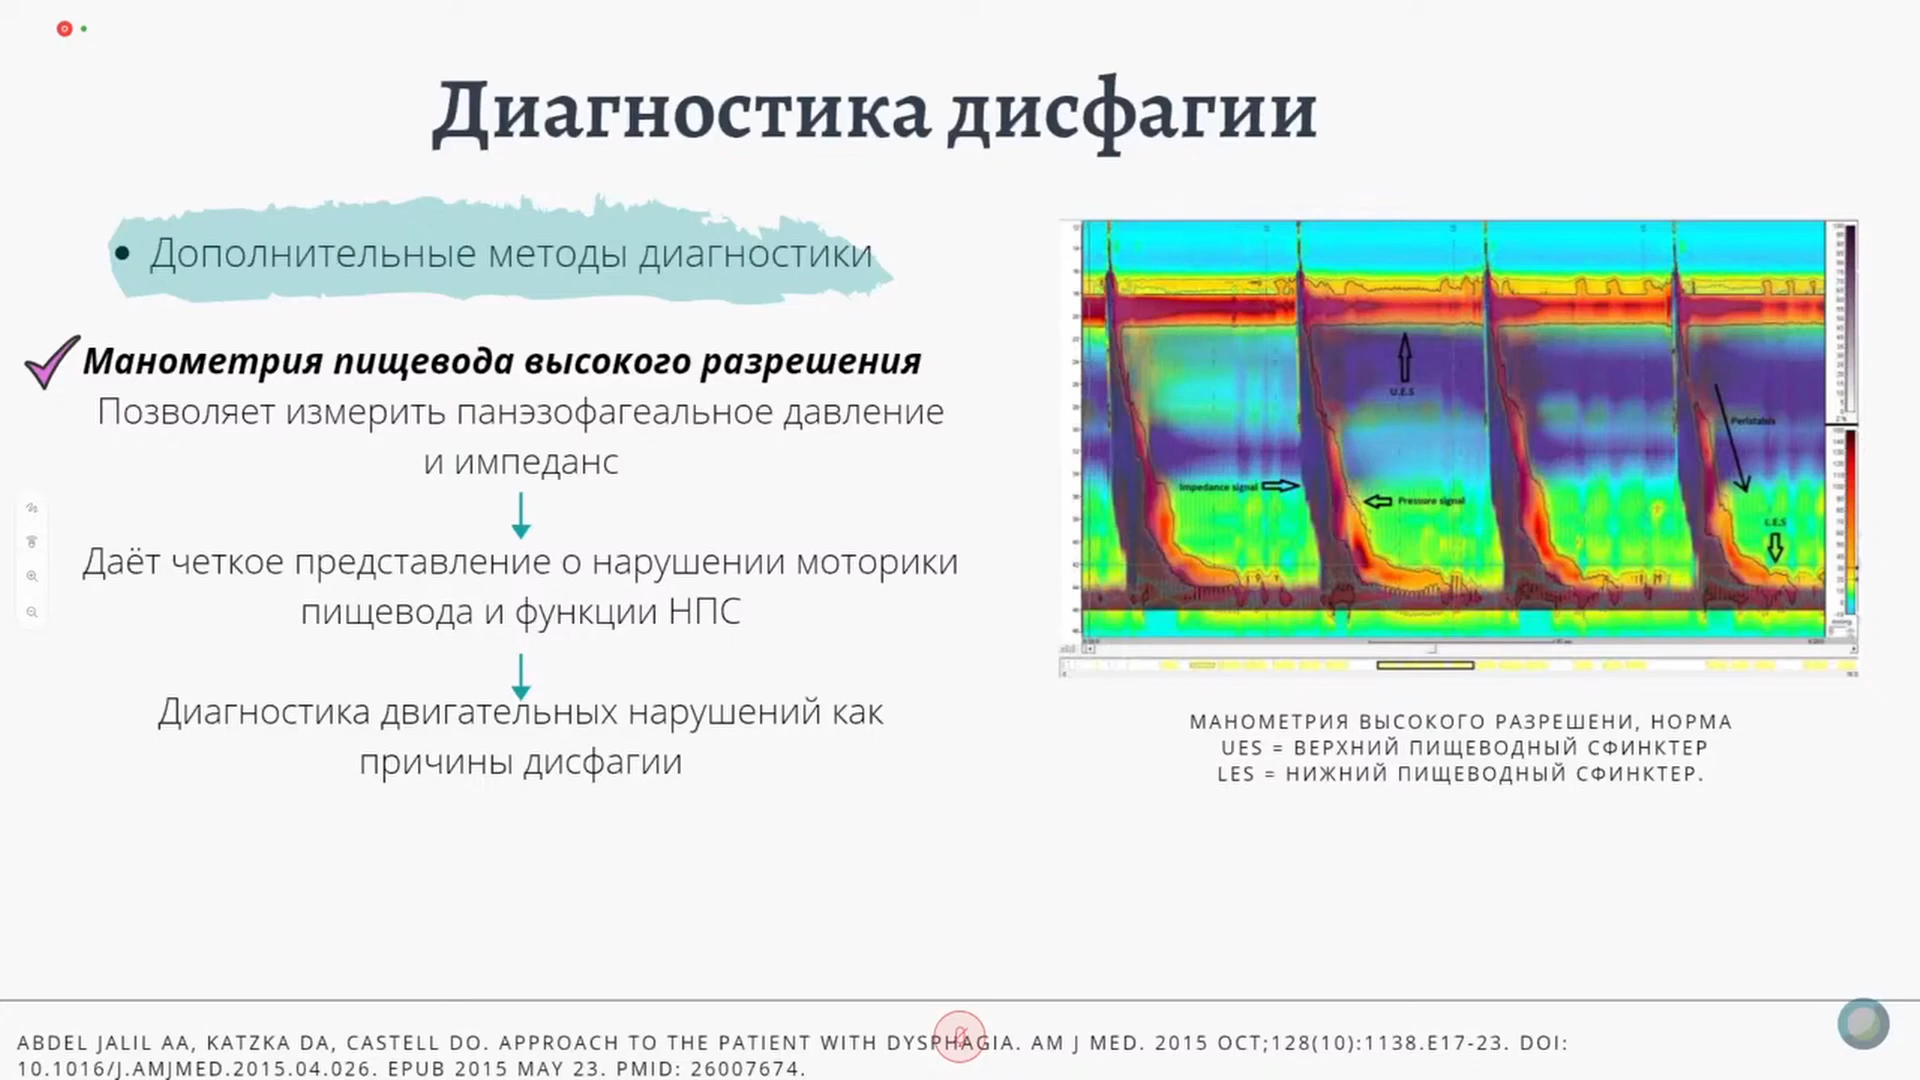 Диагностика дисфагии
• Дополнительные методы диагностики
Манометрия пищевода высокого разрешения
Позволяет измерить панэзофагеальное давление
и импеданс
Даёт четкое представление о нарушении моторики
пищевода и функции НПС
Диагностика двигательных нарушений как
причины дисфагии
U.E.S
Peristalsis
Impedance signal
Pressure signal
L.E.S
МАНОМЕТРИЯ ВЫСОКОГО РАЗРЕШЕНИ, НОРМА
UES = ВЕРХНИЙ ПИЩЕВОДНЫЙ СФИНКТЕР
LES = НИЖНИЙ ПИЩЕВОДНЫЙ СФИНКТЕР.
ABDEL JALIL AA, KATZKA DA, CASTELL DO. APPROACH TO THE PATIENT WITH DYSPHAGIA. AM J MED. 2015 OCT;128(10):1138.E17-23. DOI:
10.1016/J.AMJMED.2015.04.026. EPUB 2015 MAY 23. PMID: 26007674.